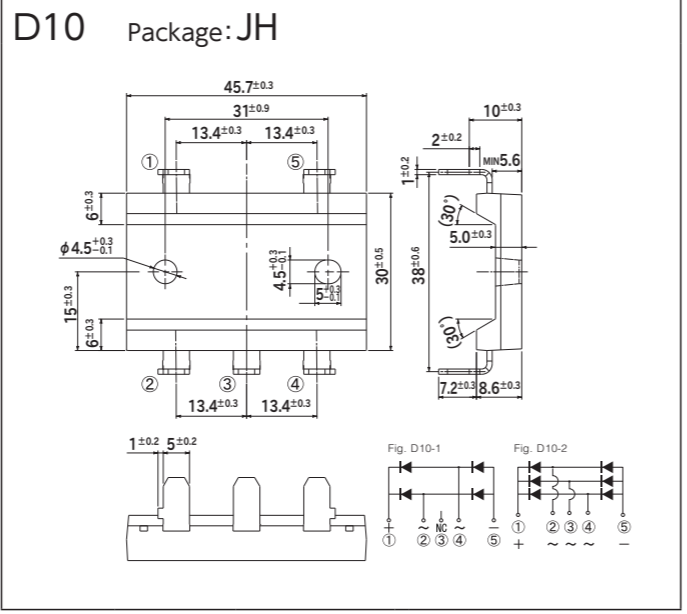 D10 Package: JH
45.7±0.3
31±0.9
13.4±0.3 13.4±0.3
① ⑤
6±0.3
φ4.5+0.3-0.1
15±0.3
6±0.3
4.5+0.3-0.1
5+0.3-0.1
30±0.5
② ③ ④
13.4±0.3 13.4±0.3
10±0.3
2±0.2
MIN5.6
1±0.2
(30°)
5.0±0.3
38±0.6
(30°)
7.2±0.3 8.6±0.3
1±0.2 5±0.2
Fig. D10-1
+ ~ NC ~ −
① ② ③ ④ ⑤
Fig. D10-2
① ② ③ ④ ⑤
+ ~ ~ ~ −